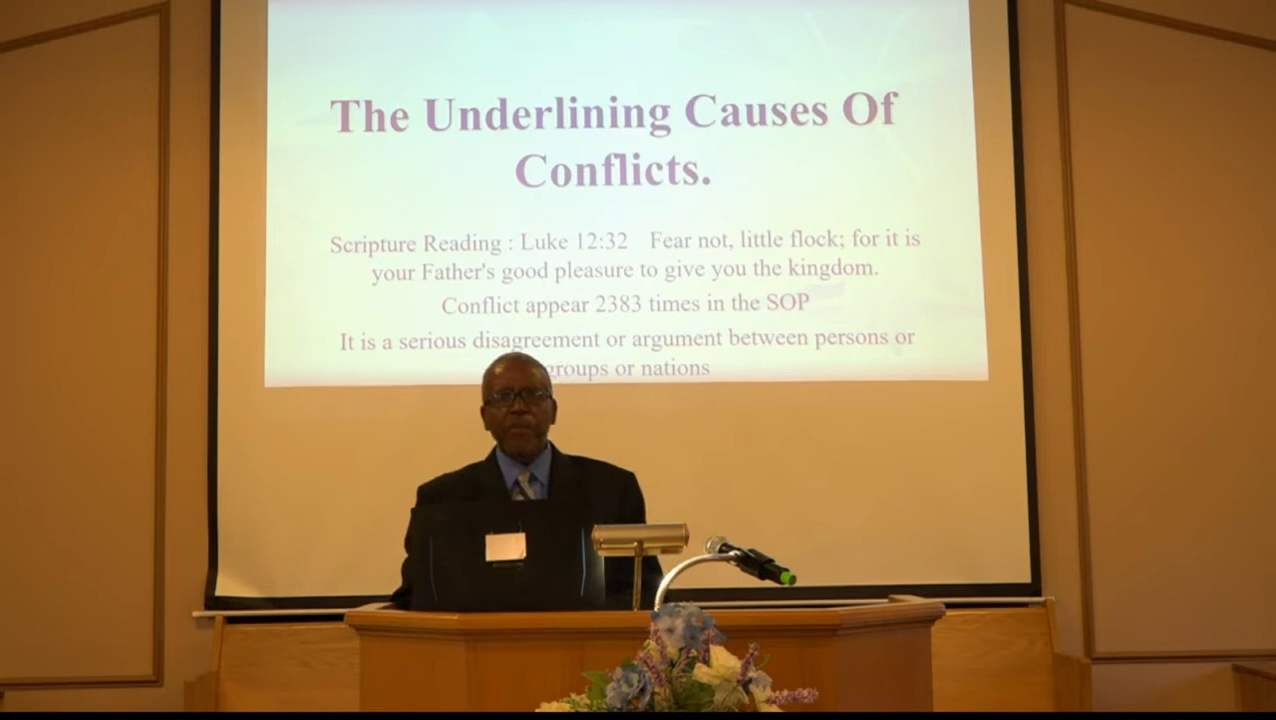 The Underlining Causes Of
Conflicts.
Scripture Reading : Luke 12:32 Fear not, little flock; for it is
your Father's good pleasure to give you the kingdom.
Conflict appear 2383 times in the SOP
It is a serious disagreement or argument between persons or
groups or nations